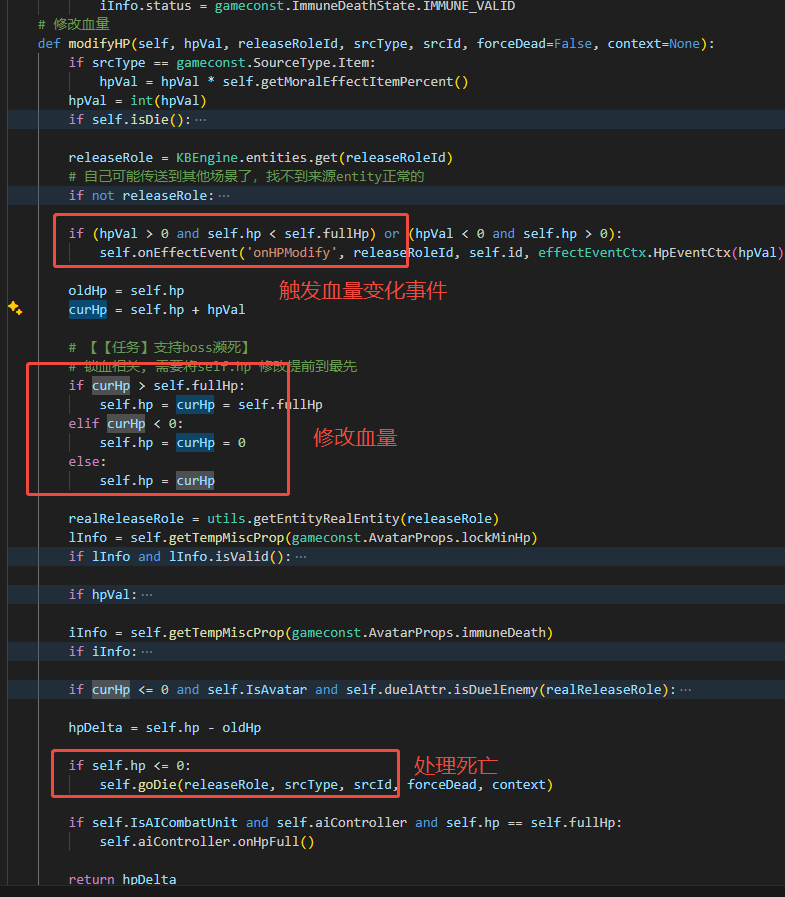 iInfo.status = gameconst.ImmuneDeathState.IMMUNE_VALID
# 修改血量
def modifyHP(self, hpVal, releaseRoleId, srcType, srcId, forceDead=False, context=None):
if srcType == gameconst.SourceType.Item:
hpVal = hpVal * self.getMoralEffectItemPercent()
hpVal = int(hpVal)
if self.isDie():…
releaseRole = KBEngine.entities.get(releaseRoleId)
# 自己可能传送到其他场景了, 找不到来源entity正常的
if not releaseRole:…
if (hpVal > 0 and self.hp < self.fullHp) or (hpVal < 0 and self.hp > 0):
self.onEffectEvent('onHPModify', releaseRoleId, self.id, effectEventCtx.HpEventCtx(hpVal)
触发血量变化事件
oldHp = self.hp
curHp = self.hp + hpVal
# 【【任务】支持boss濒死】
# 锁血相关, 需要将self.hp 修改提前到最先
if curHp > self.fullHp:
self.hp = curHp = self.fullHp
elif curHp < 0:
self.hp = curHp = 0
else:
self.hp = curHp
修改血量
realReleaseRole = utils.getEntityRealEntity(releaseRole)
lInfo = self.getTempMiscProp(gameconst.AvatarProps.lockMinHp)
if lInfo and lInfo.isValid():…
if hpVal:…
iInfo = self.getTempMiscProp(gameconst.AvatarProps.immuneDeath)
if iInfo:…
if curHp <= 0 and self.IsAvatar and self.duelAttr.isDuelEnemy(realReleaseRole):…
hpDelta = self.hp - oldHp
if self.hp <= 0:
处理死亡
self.goDie(releaseRole, srcType, srcId, forceDead, context)
if self.IsAICombatUnit and self.aiController and self.hp == self.fullHp:
self.aiController.onHpFull()
return hpDelta